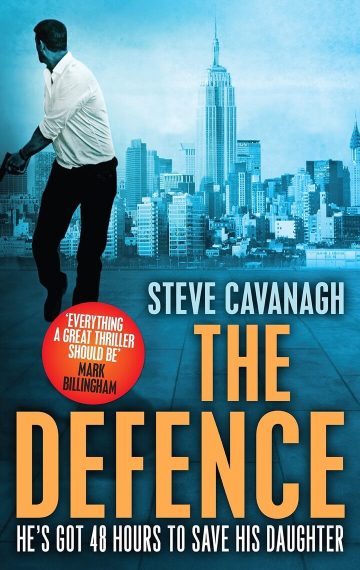 STEVE CAVANAGH
'EVERYTHING
A GREAT THRILLER
SHOULD BE'
MARK
BILLINGHAM
THE
DEFENCE
HE'S GOT 48 HOURS TO SAVE HIS DAUGHTER